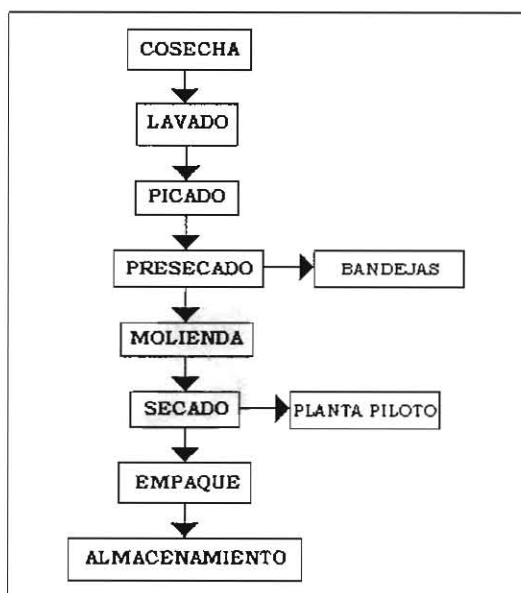 COSECHA
LAVADO
PICADO
PRESECADO
BANDEJAS
MOLIENDA
SECADO
PLANTA PILOTO
EMPAQUE
ALMACENAMIENTO